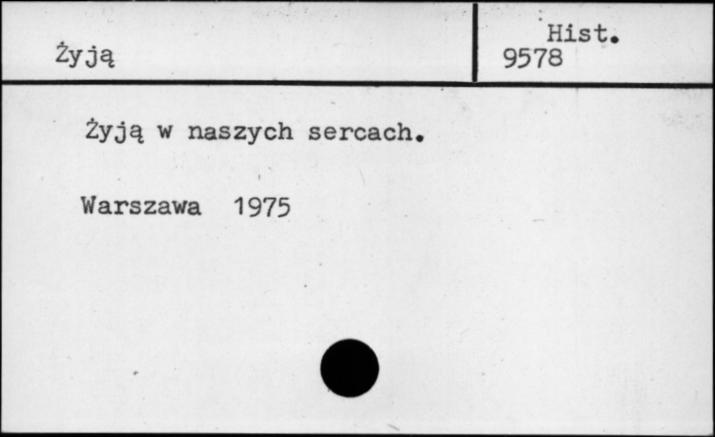 Żyją
Hist.
9578
Żyją w naszych sercach.
Warszawa 1975